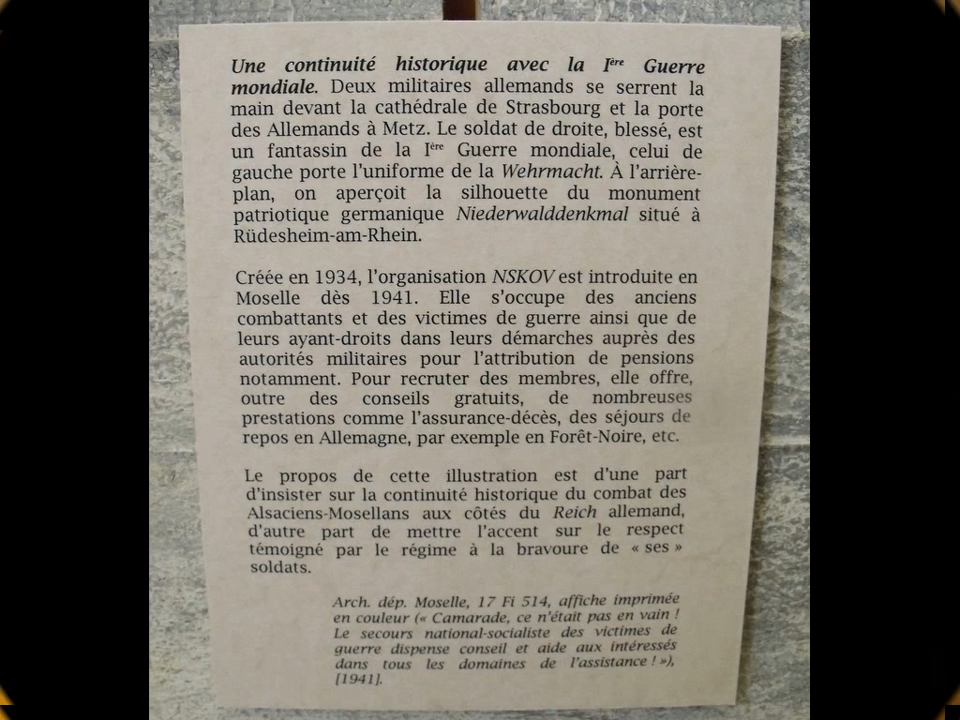 Une continuité historique avec la Ière Guerre
mondiale. Deux militaires allemands se serrent la
main devant la cathédrale de Strasbourg et la porte
des Allemands à Metz. Le soldat de droite, blessé, est
un fantassin de la Ière Guerre mondiale, celui de
gauche porte l'uniforme de la Wehrmacht. À l'arrière-
plan, on aperçoit la silhouette du monument
patriotique germanique Niederwalddenkmal situé à
Rüdesheim-am-Rhein.
Créée en 1934, l'organisation NSKOV est introduite en
Moselle dès 1941. Elle s'occupe des anciens
combattants et des victimes de guerre ainsi que de
leurs ayant-droits dans leurs démarches auprès des
autorités militaires pour l'attribution de pensions
notamment. Pour recruter des membres, elle offre,
outre des conseils gratuits, de nombreuses
prestations comme l'assurance-décès, des séjours de
repos en Allemagne, par exemple en Forêt-Noire, etc.
Le propos de cette illustration est d'une part
d'insister sur la continuité historique du combat des
Alsaciens-Mosellans aux côtés du Reich allemand,
d'autre part de mettre l'accent sur le respect
témoigné par le régime à la bravoure de « ses »
soldats.
Arch. dép. Moselle, 17 Fi 514, affiche imprimée
en couleur (« Camarade, ce n'était pas en vain !
Le secours national-socialiste des victimes de
guerre dispense conseil et aide aux intéressés
dans tous les domaines de l'assistance ! »),
[1941].